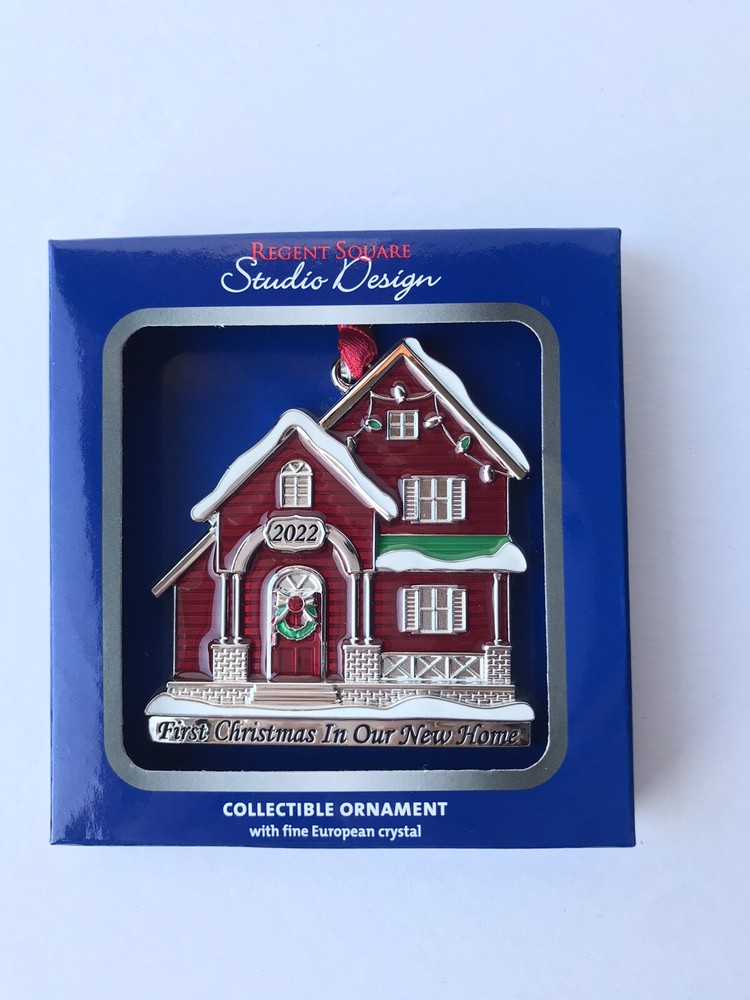 REGENT SQUARE
Studio Design
2022
First Christmas In Our New Home
COLLECTIBLE ORNAMENT
with fine European crystal